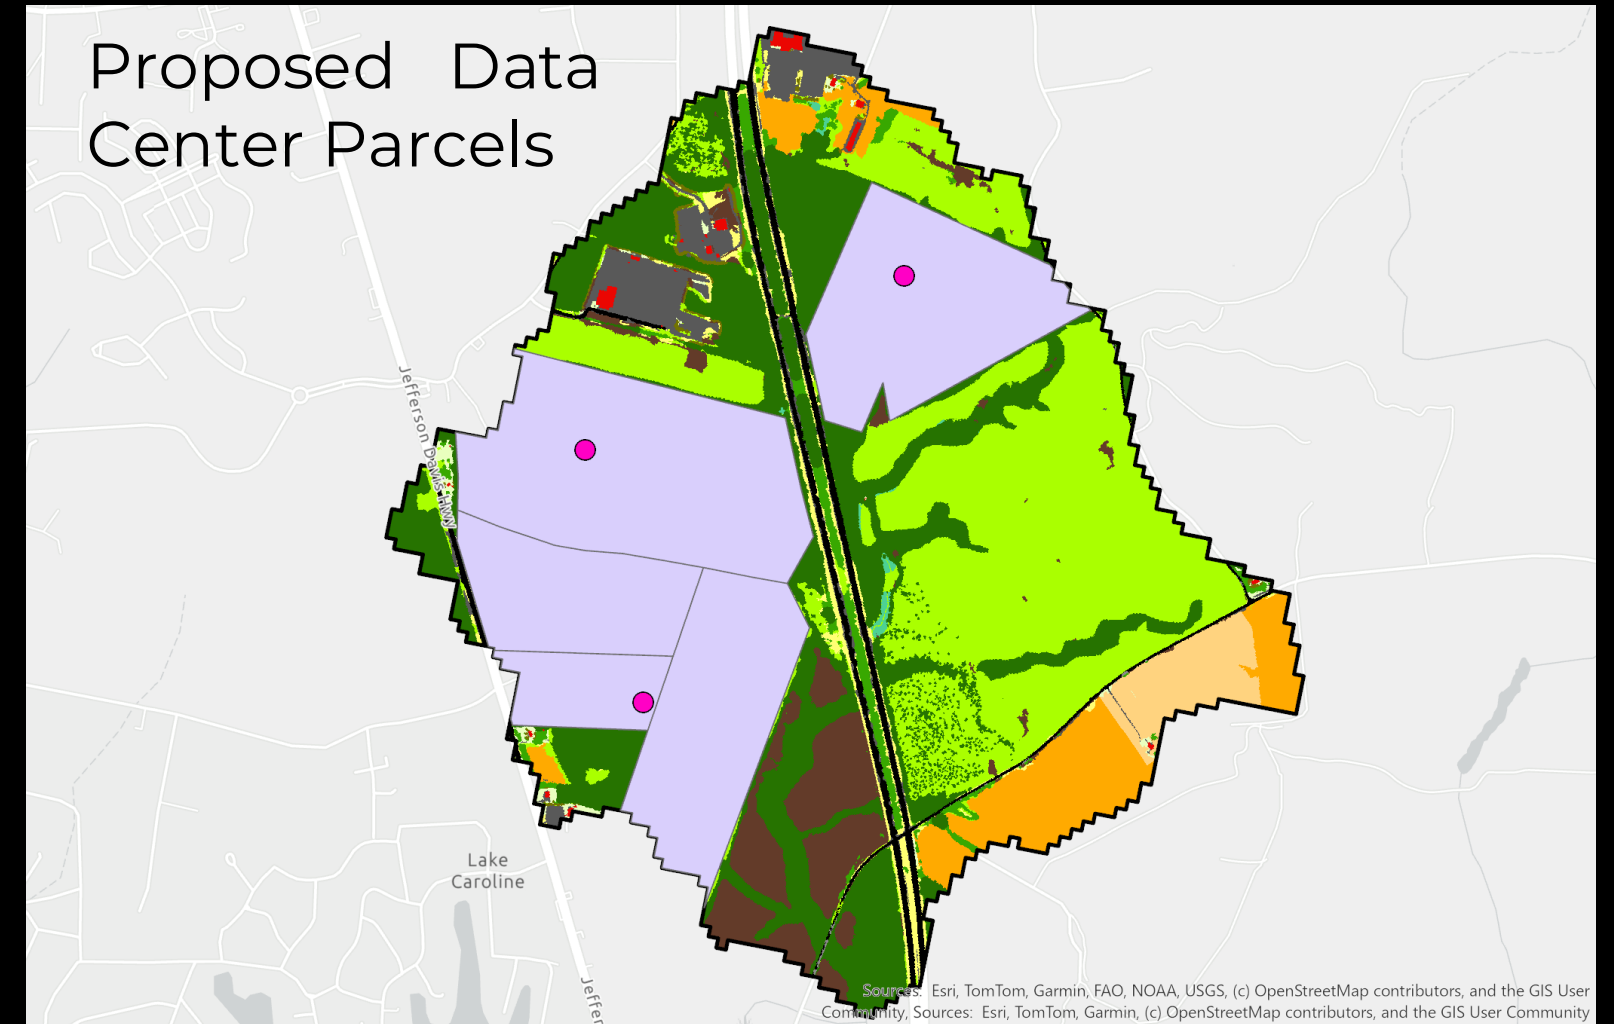 Proposed Data
Center Parcels
Jefferson Davis Hwy
Lake
Caroline
Jeffer
Sources: Esri, TomTom, Garmin, FAO, NOAA, USGS, (c) OpenStreetMap contributors, and the GIS User
Community, Sources: Esri, TomTom, Garmin, (c) OpenStreetMap contributors, and the GIS User Community